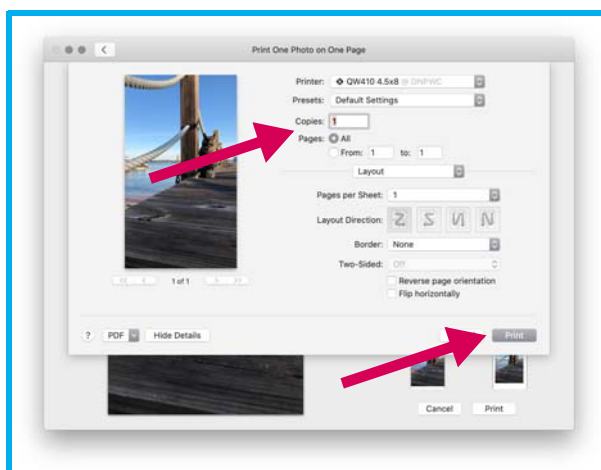 Print One Photo on One Page
Printer: QW410 4.5x8 @ DNPWC
Presets: Default Settings
Copies: 1
Pages: All
From: 1 to: 1
Layout
Pages per Sheet: 1
Layout Direction:
Border: None
Two-Sided: Off
Reverse page orientation
Flip horizontally
1 of 1
? PDF Hide Details Print
Cancel Print